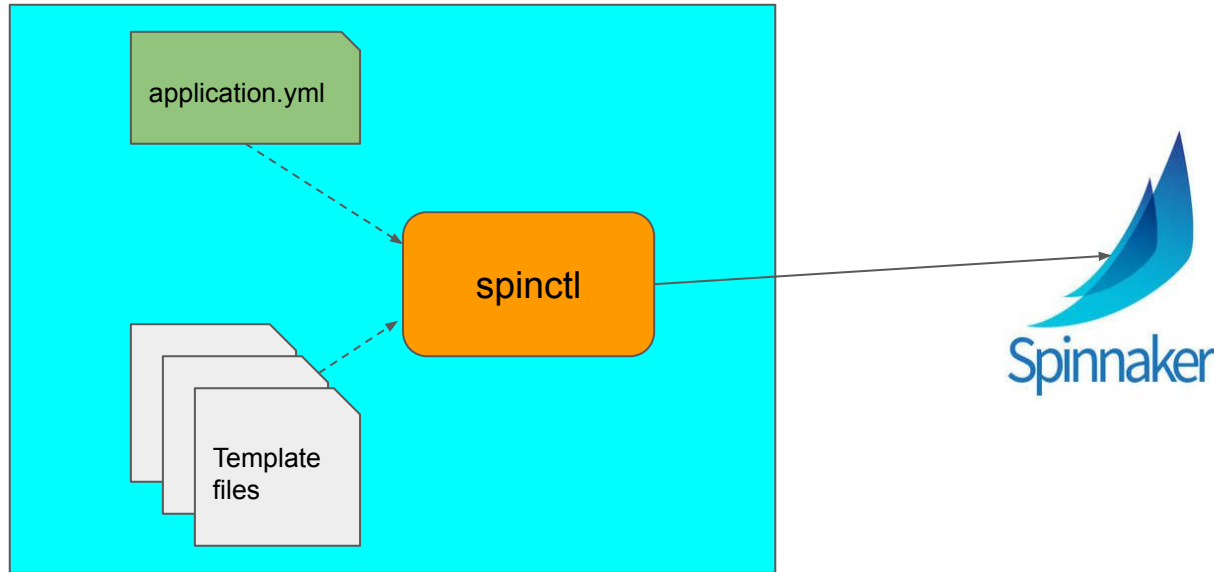 application.yml
spinctl
Template
files
Spinnaker